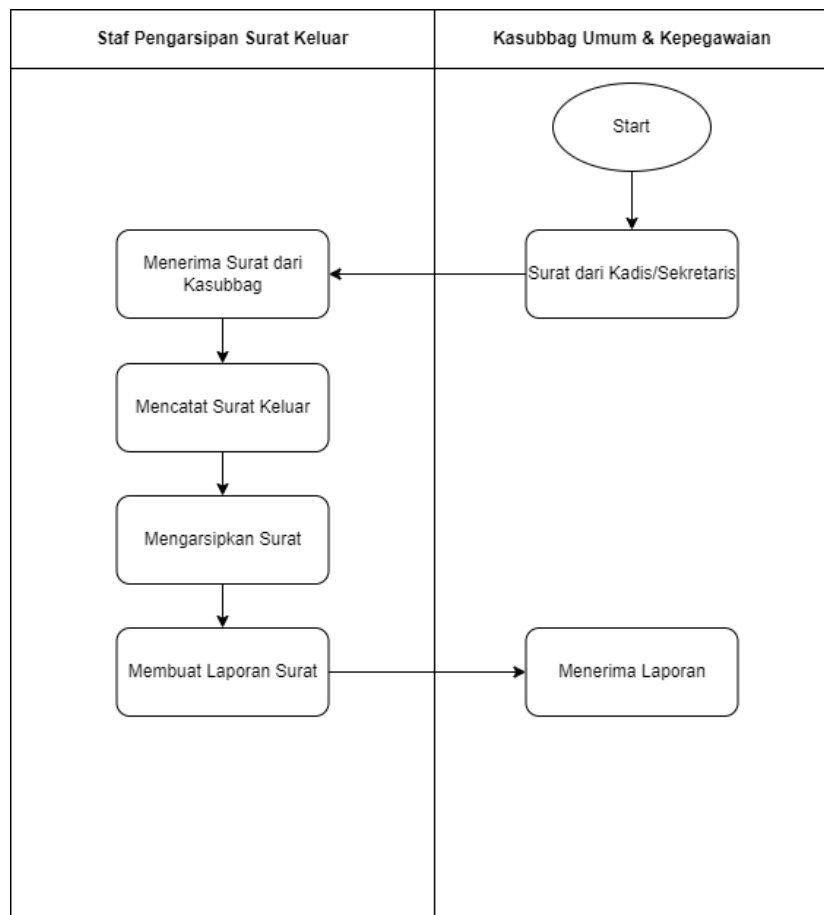 Staf Pengarsipan Surat Keluar
Kasubbag Umum & Kepegawaian
Start
Surat dari Kadis/Sekretaris
Menerima Surat dari
Kasubbag
Mencatat Surat Keluar
Mengarsipkan Surat
Membuat Laporan Surat
Menerima Laporan